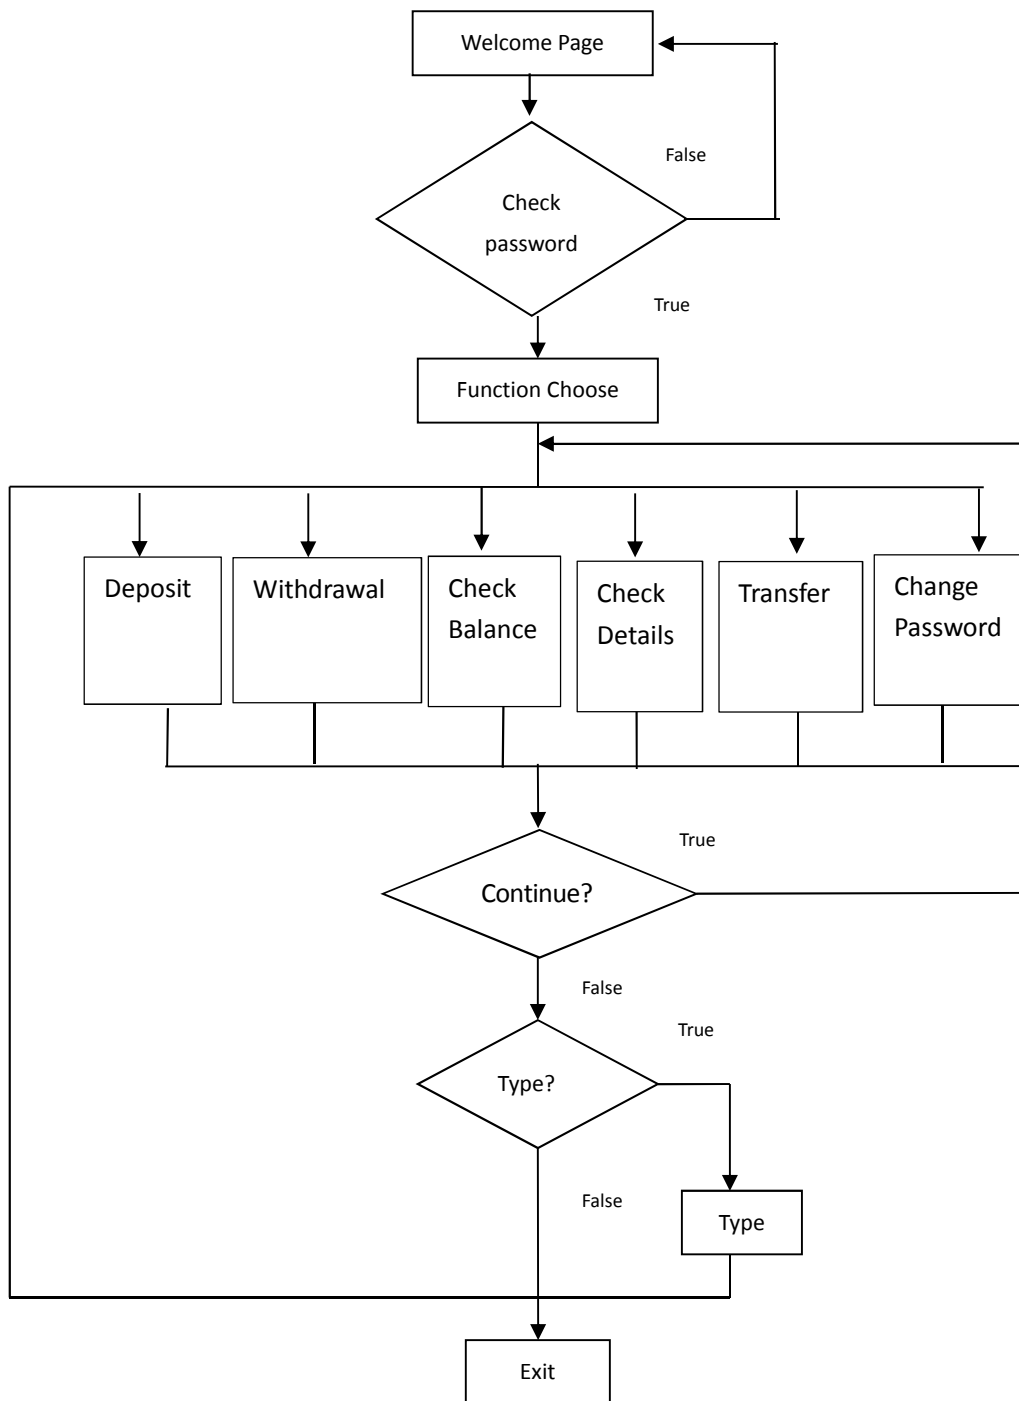 Welcome Page
False
Check
password
True
Function Choose
Deposit
Withdrawal
Check
Balance
Check
Details
Transfer
Change
Password
True
Continue?
False
True
Type?
False
Type
Exit